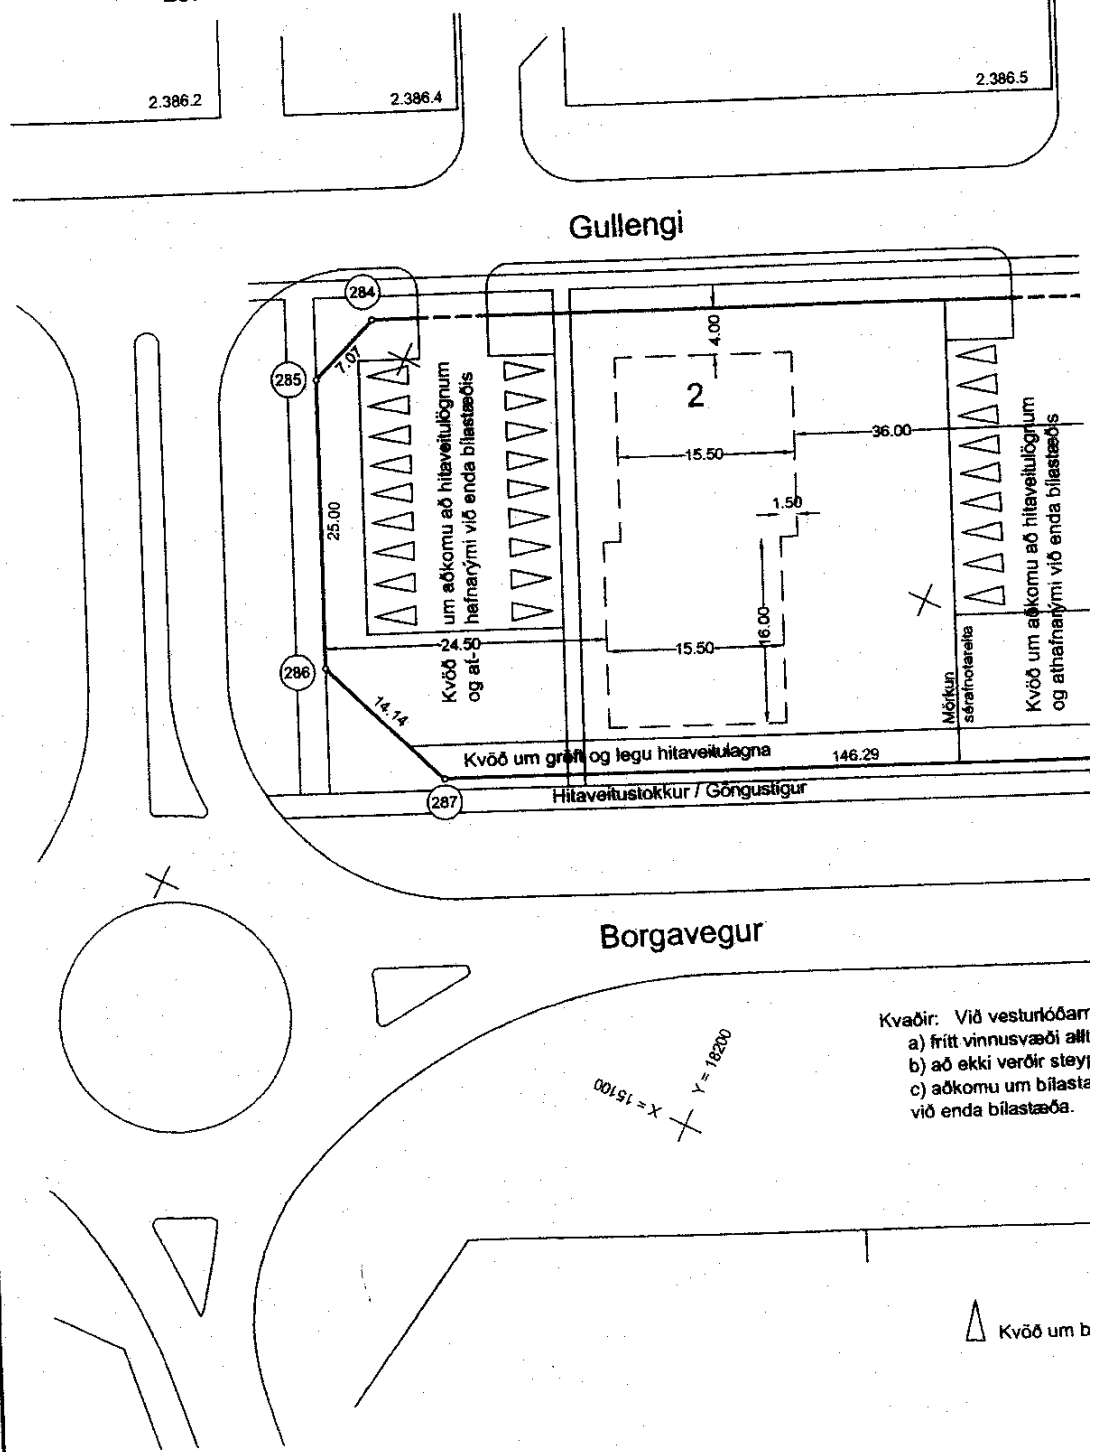 2.386.2
2.386.4
2.386.5
Gullengi
284
285
7.07
4.00
2
36.00
15.50
1.50
25.00
Kvöð um aðkomu að hitaveitulögnum
og at- hafnarými við enda bílastæðis
Kvöð um aðkomu að hitaveitulögnum
og athafnarými við enda bílastæðis
16.00
24.50
15.50
286
14.14
Mörkun
sérafnotareita
Kvöð um gröft og legu hitaveitulagna
146.29
287
Hitaveitustokkur / Göngustígur
Borgavegur
Kvaðir: Við vesturlóðarm
a) frítt vinnusvæði allt
b) að ekki verðir steyp
c) aðkomu um bílasta
við enda bílastæða.
X = 15100
Y = 18200
Kvöð um b